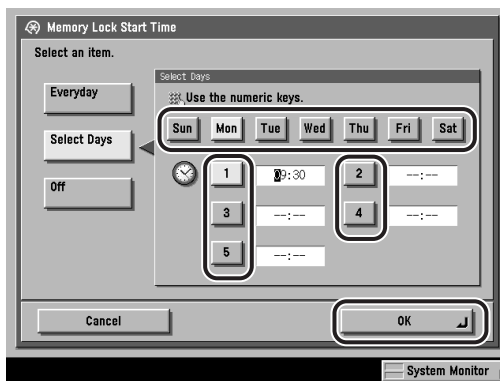 Memory Lock Start Time
Select an item.
Select Days
Everyday
Use the numeric keys.
Sun Mon Tue Wed Thu Fri Sat
Select Days
1 09:30 2 --:--
Off
3 --:-- 4 --:--
5 --:--
Cancel OK
System Monitor